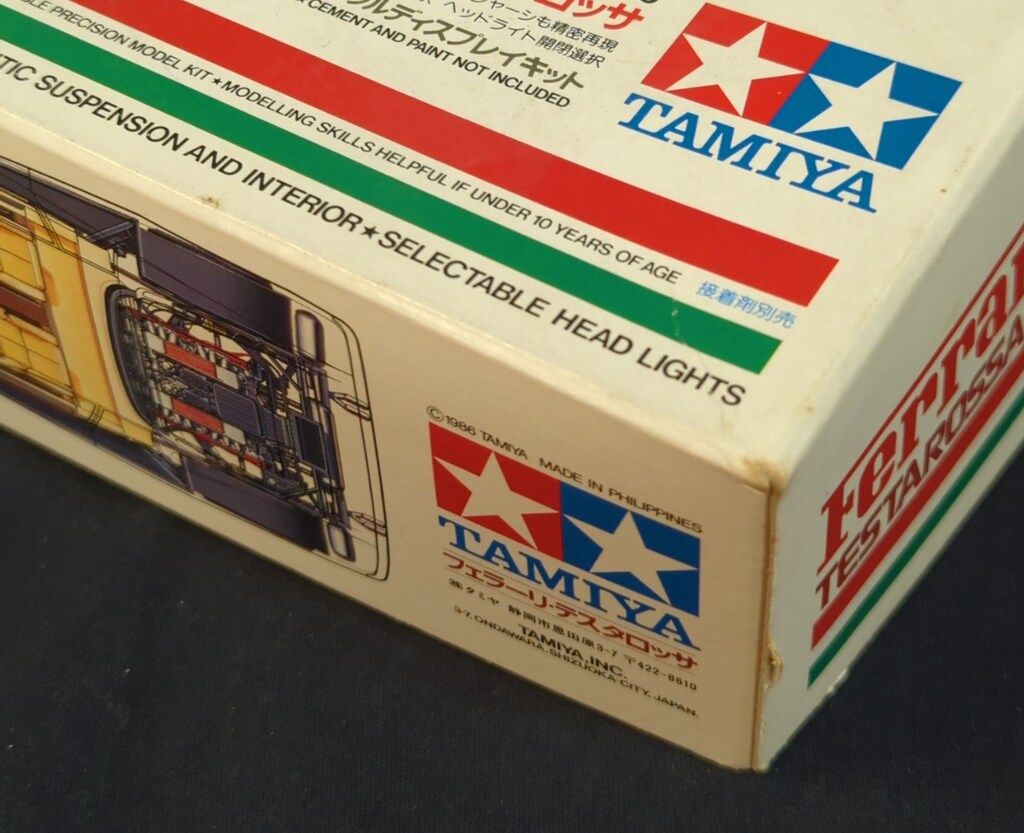 ロッサ
シャーシも精密再現
ヘッドライト開閉選択
ルディスプレイキット
CEMENT AND PAINT NOT INCLUDED
TAMIYA
PRECISION MODEL KIT★MODELLING SKILLS HELPFUL IF UNDER 10 YEARS OF AGE 接着剤別売
SUSPENSION AND INTERIOR★SELECTABLE HEAD LIGHTS
©1986 TAMIYA MADE IN PHILIPPINES
TAMIYA
フェラーリ・テスタロッサ
㈱タミヤ 静岡市恩田原3-7 〒422-8610
TAMIYA, INC.
3-7, ONDAWARA, SHIZUOKA-CITY, JAPAN.
Ferrar
TESTAROSSA